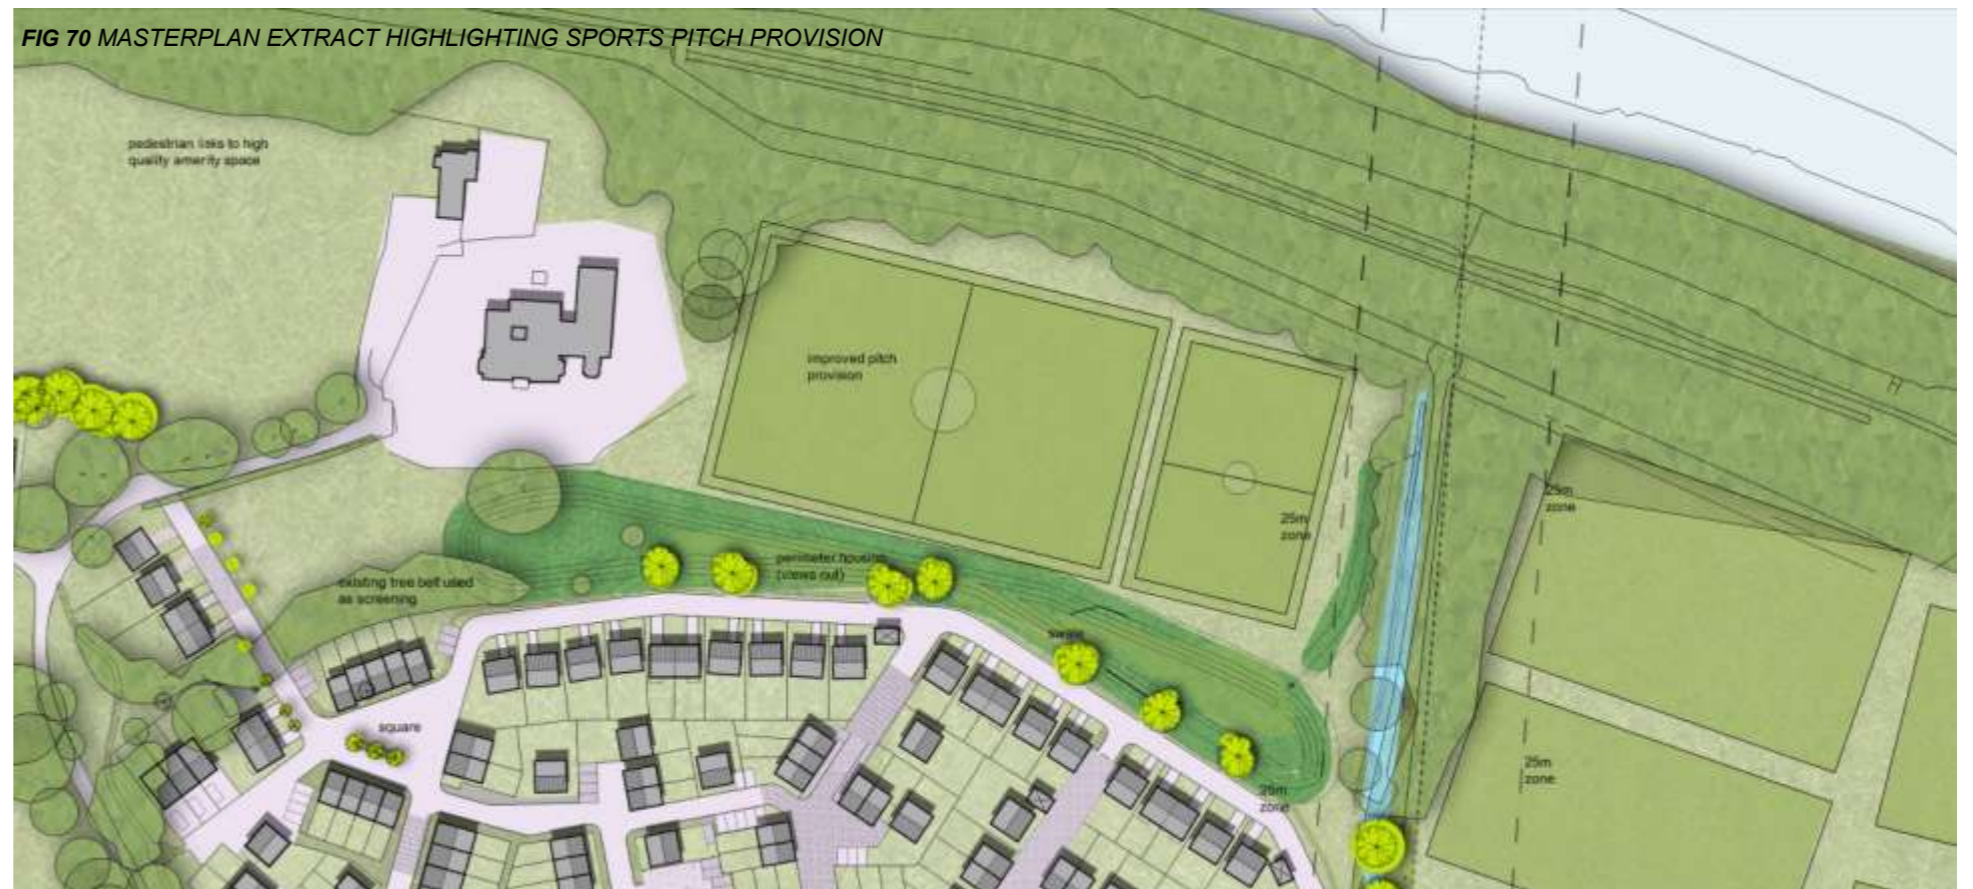 FIG 70 MASTERPLAN EXTRACT HIGHLIGHTING SPORTS PITCH PROVISION
pedestrian links to high
quality amenity space
improved pitch
provision
25m
zone
25m
zone
perimeter housing
(views out)
existing tree belt used
as screening
swale
square
25m
zone
25m
zone
H